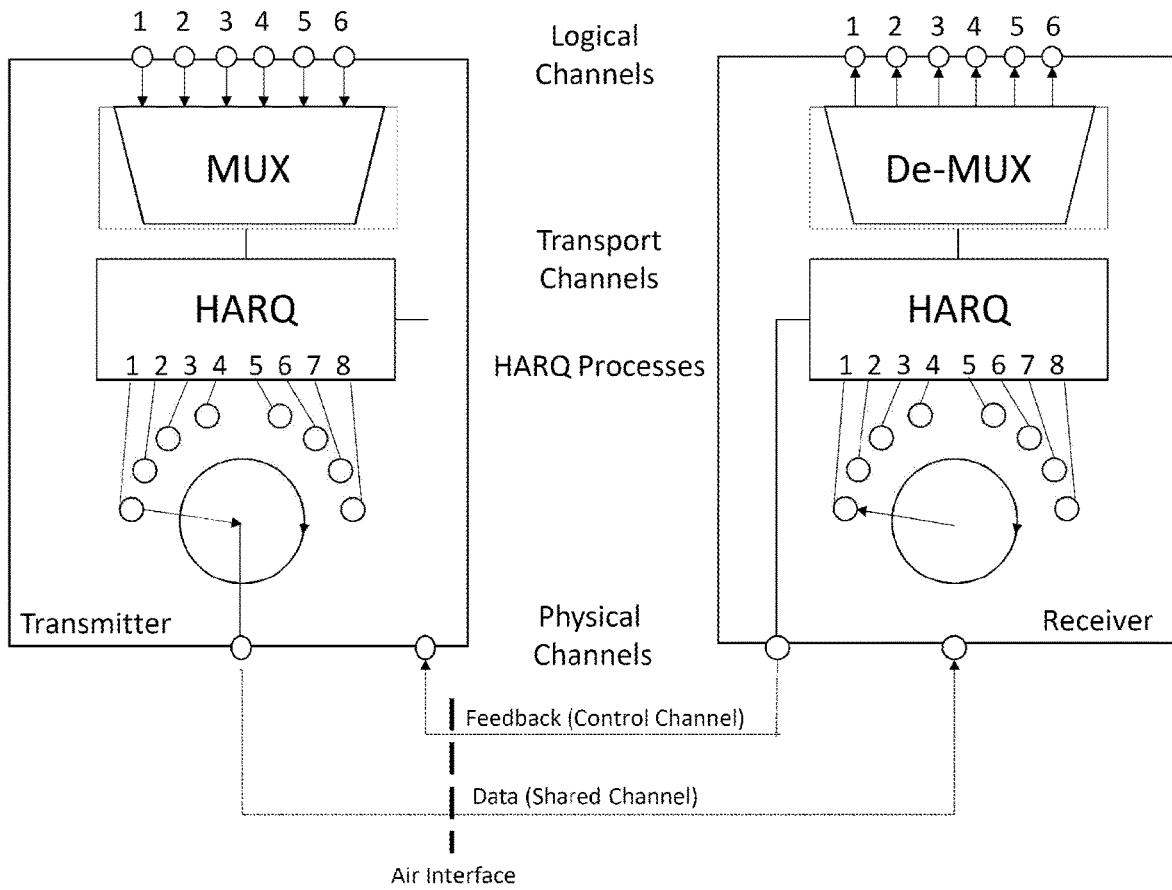 1 2 3 4 5 6
Logical
Channels
1 2 3 4 5 6
MUX
De-MUX
Transport
Channels
HARQ
HARQ
1 2 3 4 5 6 7 8
HARQ Processes
1 2 3 4 5 6 7 8
Transmitter
Physical
Channels
Receiver
Feedback (Control Channel)
Data (Shared Channel)
Air Interface